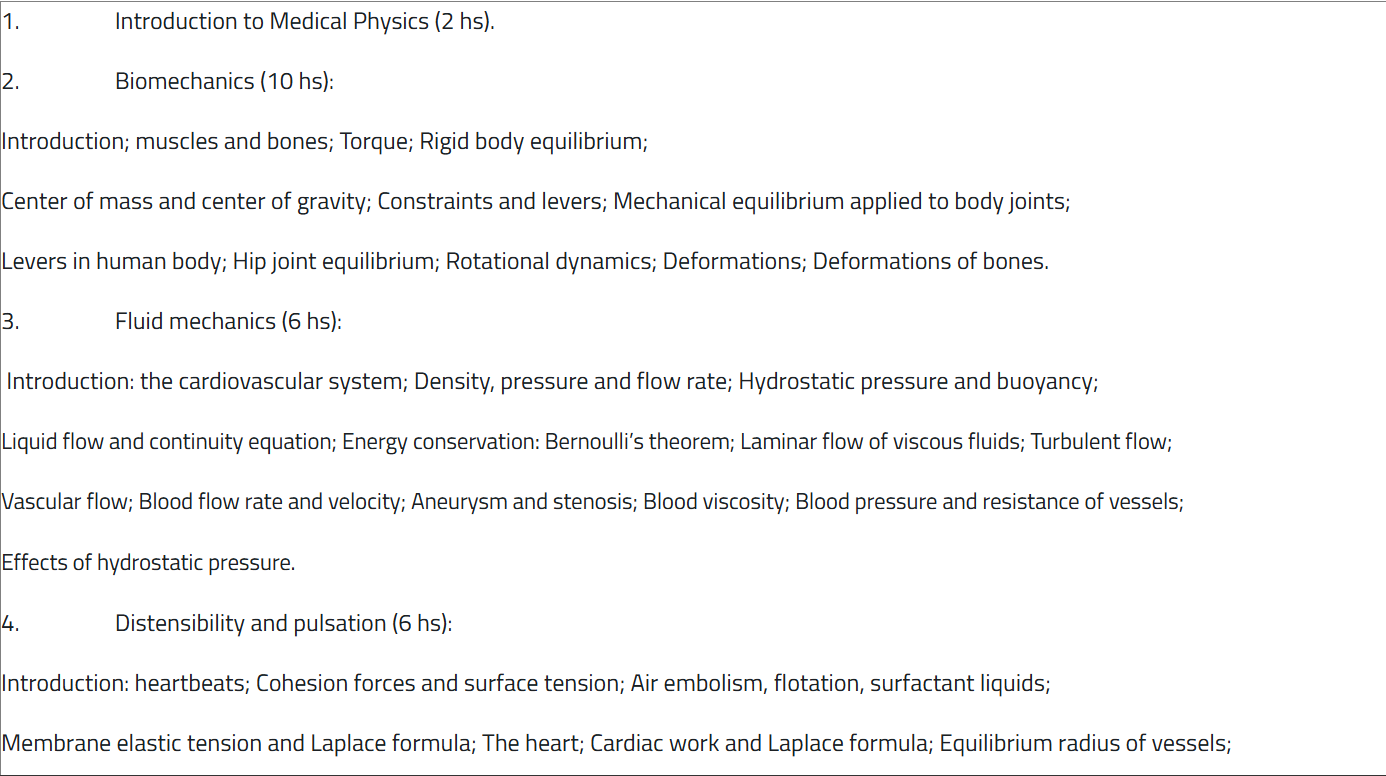 1. Introduction to Medical Physics (2 hs).
2. Biomechanics (10 hs):
Introduction; muscles and bones; Torque; Rigid body equilibrium;
Center of mass and center of gravity; Constraints and levers; Mechanical equilibrium applied to body joints;
Levers in human body; Hip joint equilibrium; Rotational dynamics; Deformations; Deformations of bones.
3. Fluid mechanics (6 hs):
Introduction: the cardiovascular system; Density, pressure and flow rate; Hydrostatic pressure and buoyancy;
Liquid flow and continuity equation; Energy conservation: Bernoulli’s theorem; Laminar flow of viscous fluids; Turbulent flow;
Vascular flow; Blood flow rate and velocity; Aneurysm and stenosis; Blood viscosity; Blood pressure and resistance of vessels;
Effects of hydrostatic pressure.
4. Distensibility and pulsation (6 hs):
Introduction: heartbeats; Cohesion forces and surface tension; Air embolism, flotation, surfactant liquids;
Membrane elastic tension and Laplace formula; The heart; Cardiac work and Laplace formula; Equilibrium radius of vessels;